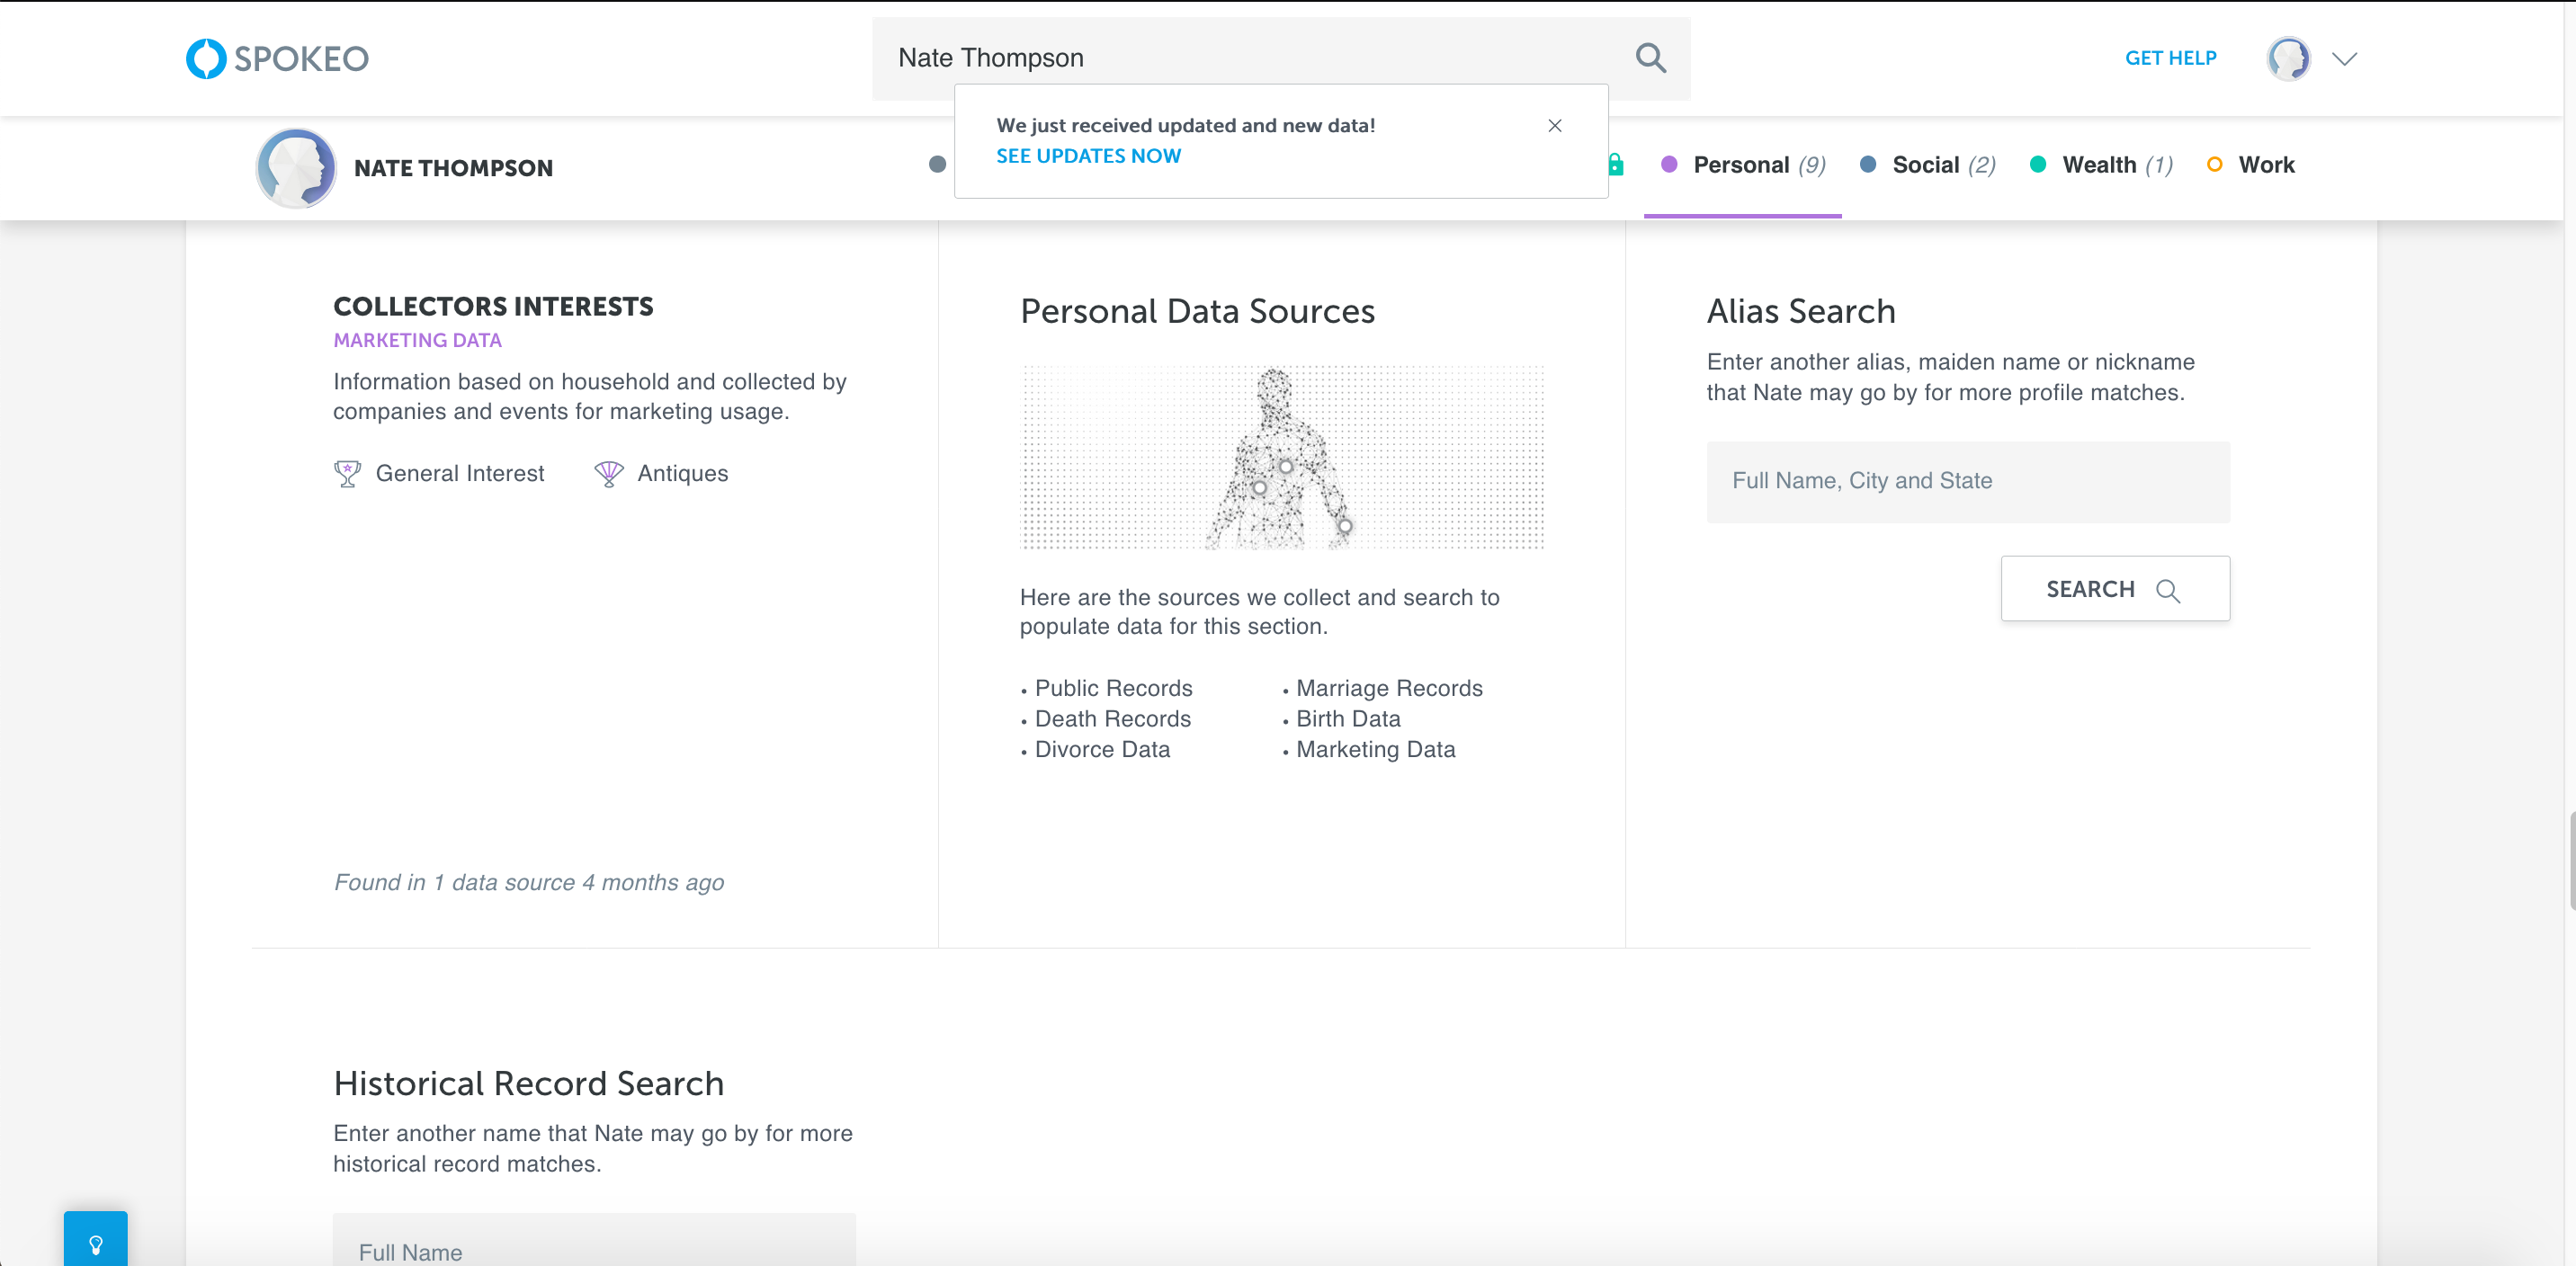 SPOKEO
Nate Thompson
GET HELP
We just received updated and new data!
SEE UPDATES NOW
NATE THOMPSON
Personal (9)
Social (2)
Wealth (1)
Work
COLLECTORS INTERESTS
MARKETING DATA
Information based on household and collected by
companies and events for marketing usage.
General Interest
Antiques
Found in 1 data source 4 months ago
Personal Data Sources
Here are the sources we collect and search to
populate data for this section.
• Public Records
• Death Records
• Divorce Data
• Marriage Records
• Birth Data
• Marketing Data
Alias Search
Enter another alias, maiden name or nickname
that Nate may go by for more profile matches.
Full Name, City and State
SEARCH
Historical Record Search
Enter another name that Nate may go by for more
historical record matches.
Full Name